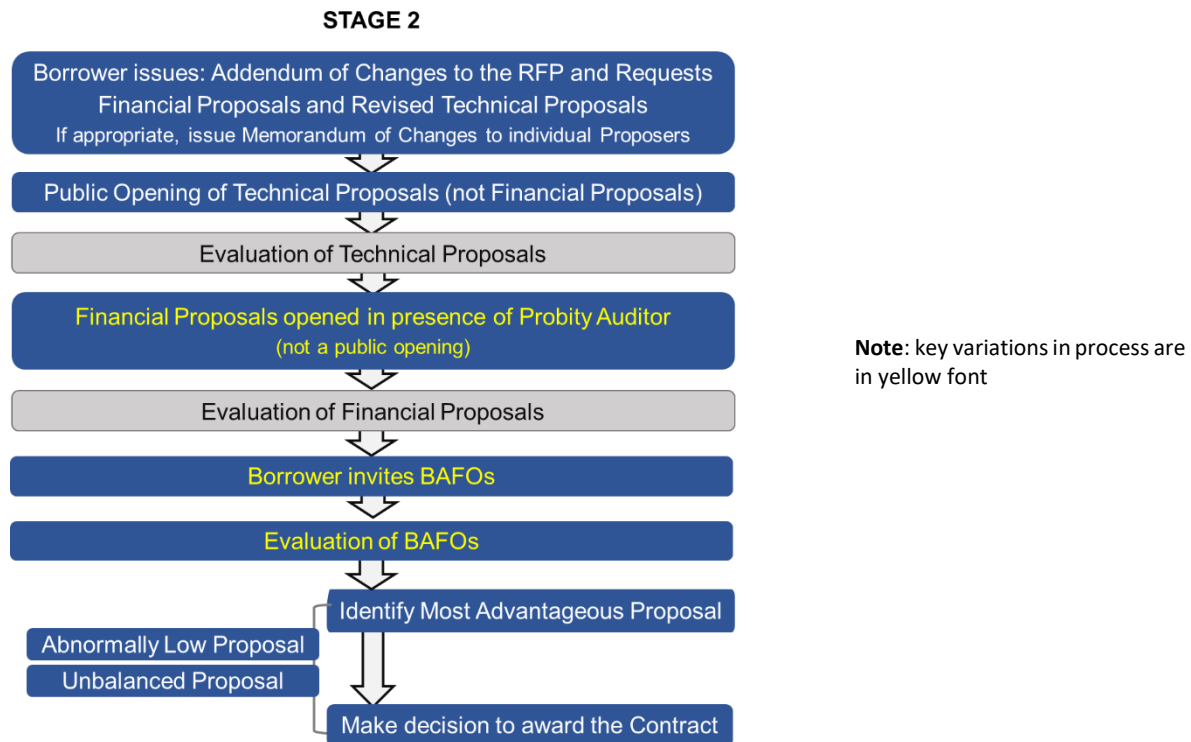 STAGE 2
Borrower issues: Addendum of Changes to the RFP and Requests
Financial Proposals and Revised Technical Proposals
If appropriate, issue Memorandum of Changes to individual Proposers
Public Opening of Technical Proposals (not Financial Proposals)
Evaluation of Technical Proposals
Financial Proposals opened in presence of Probity Auditor
(not a public opening)
Note: key variations in process are
in yellow font
Evaluation of Financial Proposals
Borrower invites BAFOs
Evaluation of BAFOs
Identify Most Advantageous Proposal
Abnormally Low Proposal
Unbalanced Proposal
Make decision to award the Contract